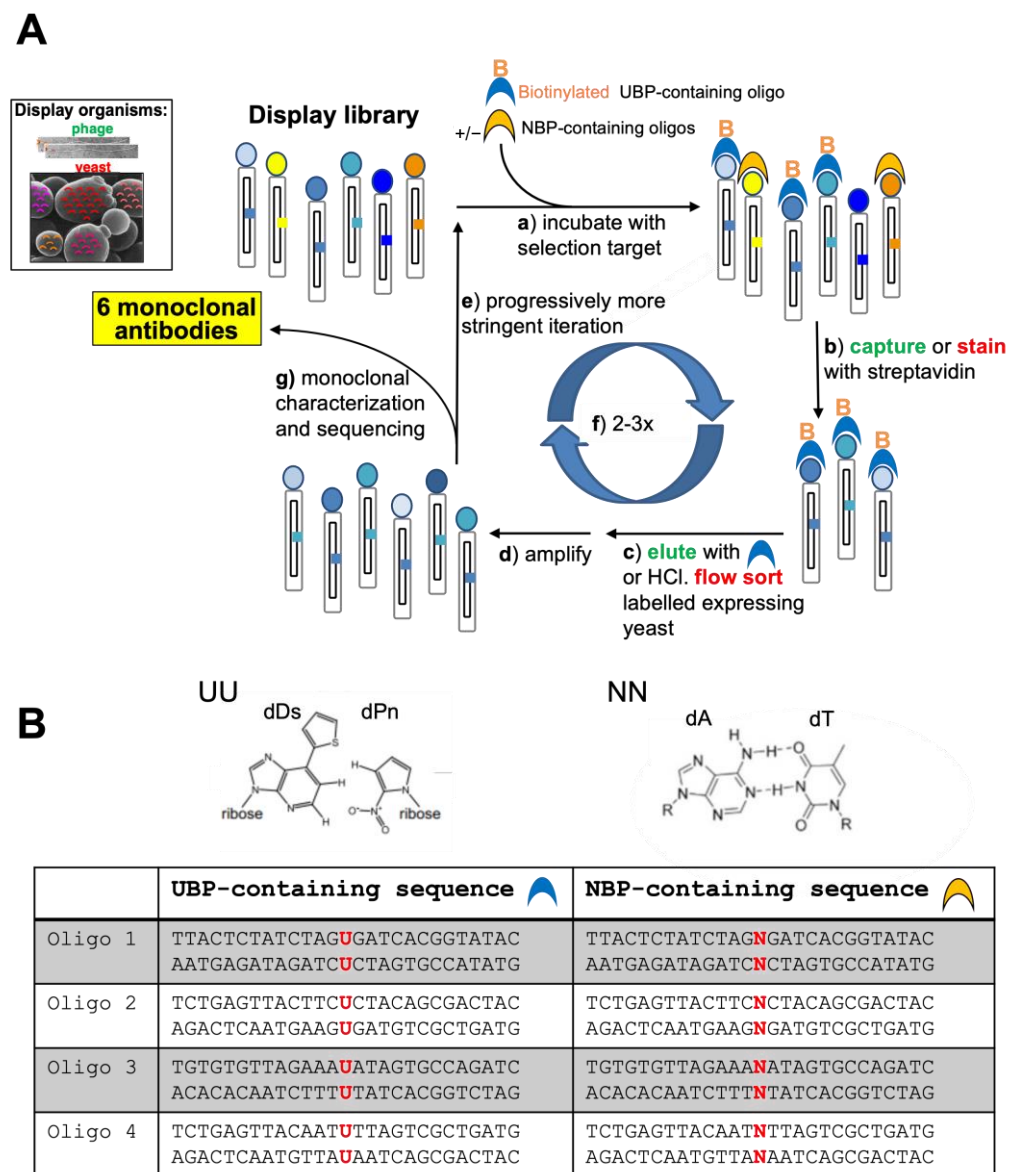 A
Display organisms:
phage
yeast
Display library
B
Biotinylated UBP-containing oligo
+/– NBP-containing oligos
B
B
B
a) incubate with
selection target
e) progressively more
stringent iteration
6 monoclonal
antibodies
b) capture or stain
with streptavidin
g) monoclonal
characterization
and sequencing
f) 2-3x
B
B
B
d) amplify
c) elute with
or HCl. flow sort
labelled expressing
yeast
B
UU
dDs dPn
S
N
N
N
H
H
H
N+
O-
O
N
ribose
ribose
NN
dA dT
H
N
H
O
N
N
N
N
H
N
N
O
R
R
UBP-containing sequence NBP-containing sequence
Oligo 1 TTACTCTATCTAGUGATCACGGTATAC TTACTCTATCTAGNGATCACGGTATAC
AATGAGATAGATCUCTAGTGCCATATG AATGAGATAGATCNCTAGTGCCATATG
Oligo 2 TCTGAGTTACTTCUCTACAGCGACTAC TCTGAGTTACTTCNCTACAGCGACTAC
AGACTCAATGAAGUGATGTCGCTGATG AGACTCAATGAAGNGATGTCGCTGATG
Oligo 3 TGTGTGTTAGAAAUATAGTGCCAGATC TGTGTGTTAGAAANATAGTGCCAGATC
ACACACAATCTTTUTATCACGGTCTAG ACACACAATCTTTNTATCACGGTCTAG
Oligo 4 TCTGAGTTACAATUTTAGTCGCTGATG TCTGAGTTACAATNTTAGTCGCTGATG
AGACTCAATGTTAUAATCAGCGACTAC AGACTCAATGTTANAATCAGCGACTAC